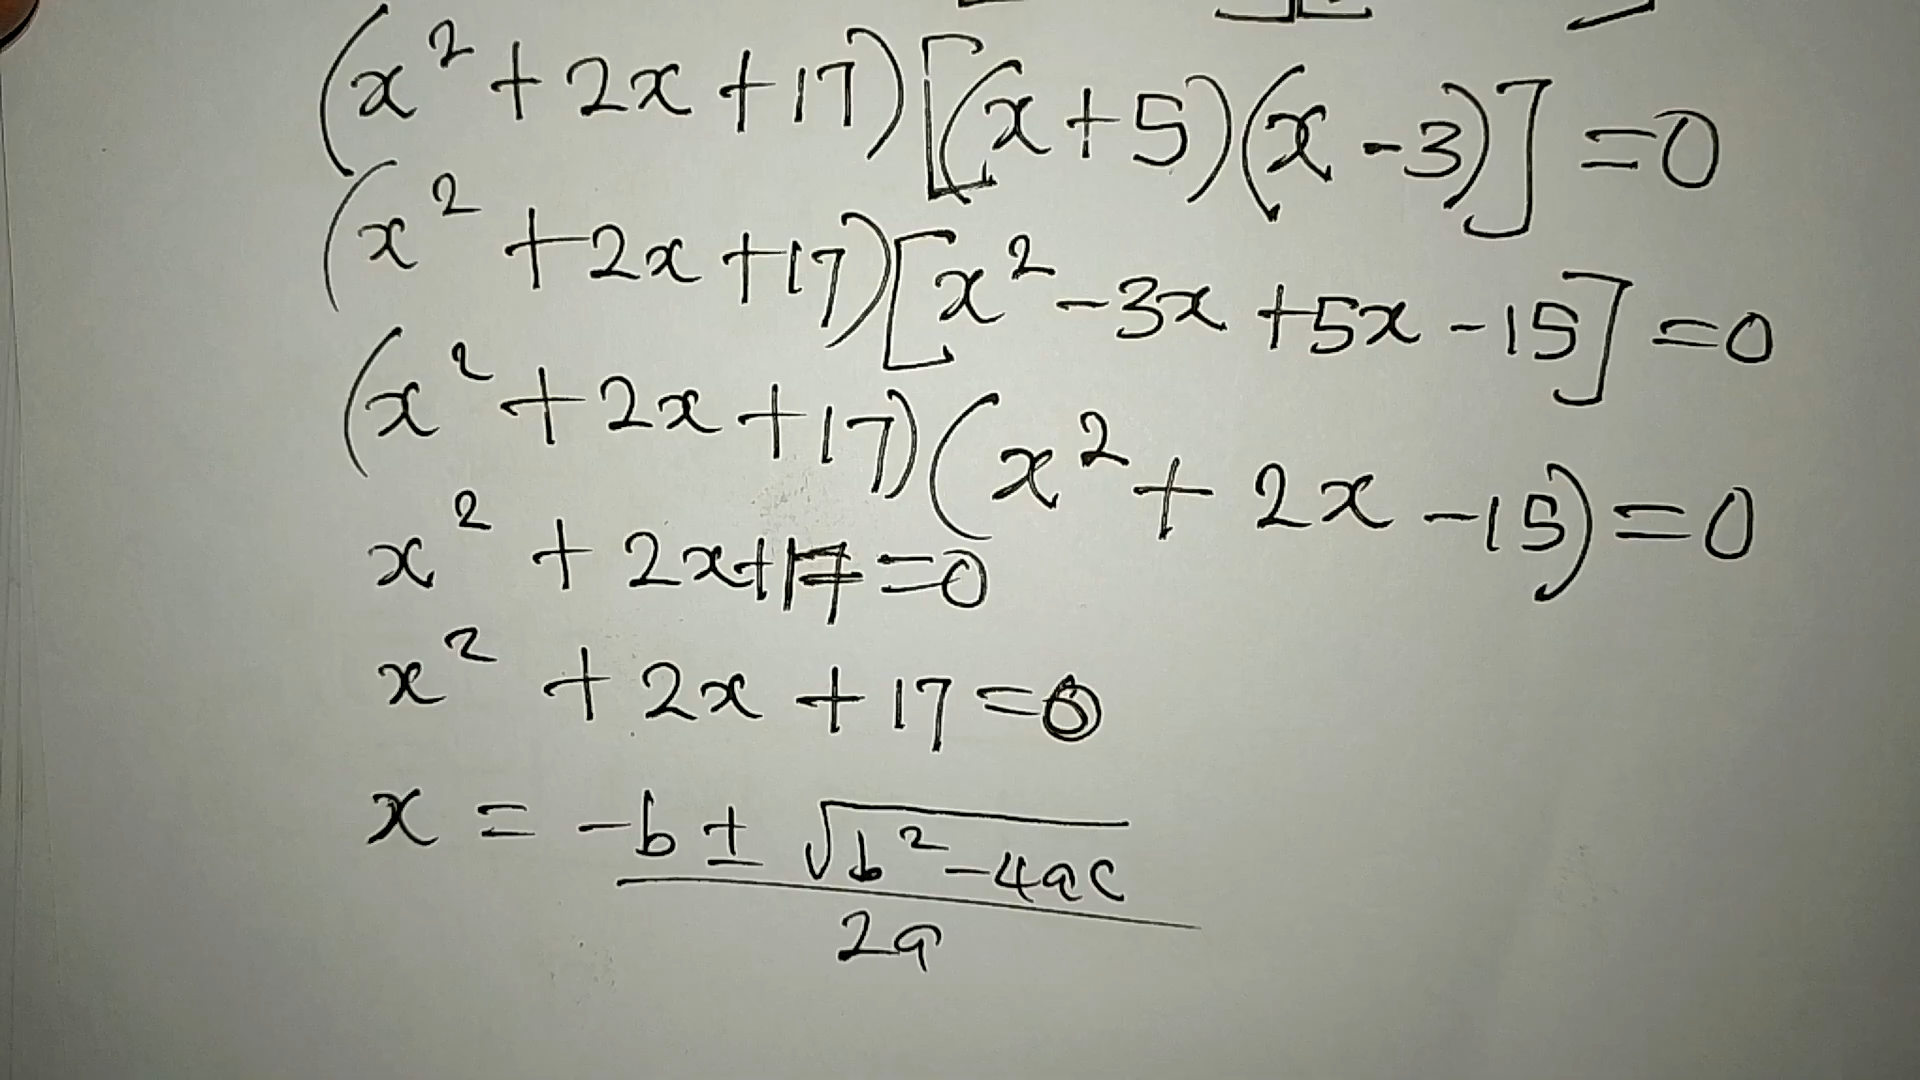 (x² + 2x + 17)[(x+5)(x-3)] = 0
(x² + 2x + 17)[x² - 3x + 5x - 15] = 0
(x² + 2x + 17)(x² + 2x - 15) = 0
x² + 2x + 17 = 0
x² + 2x + 17 = 0
x = -b ± √b² - 4ac
2a